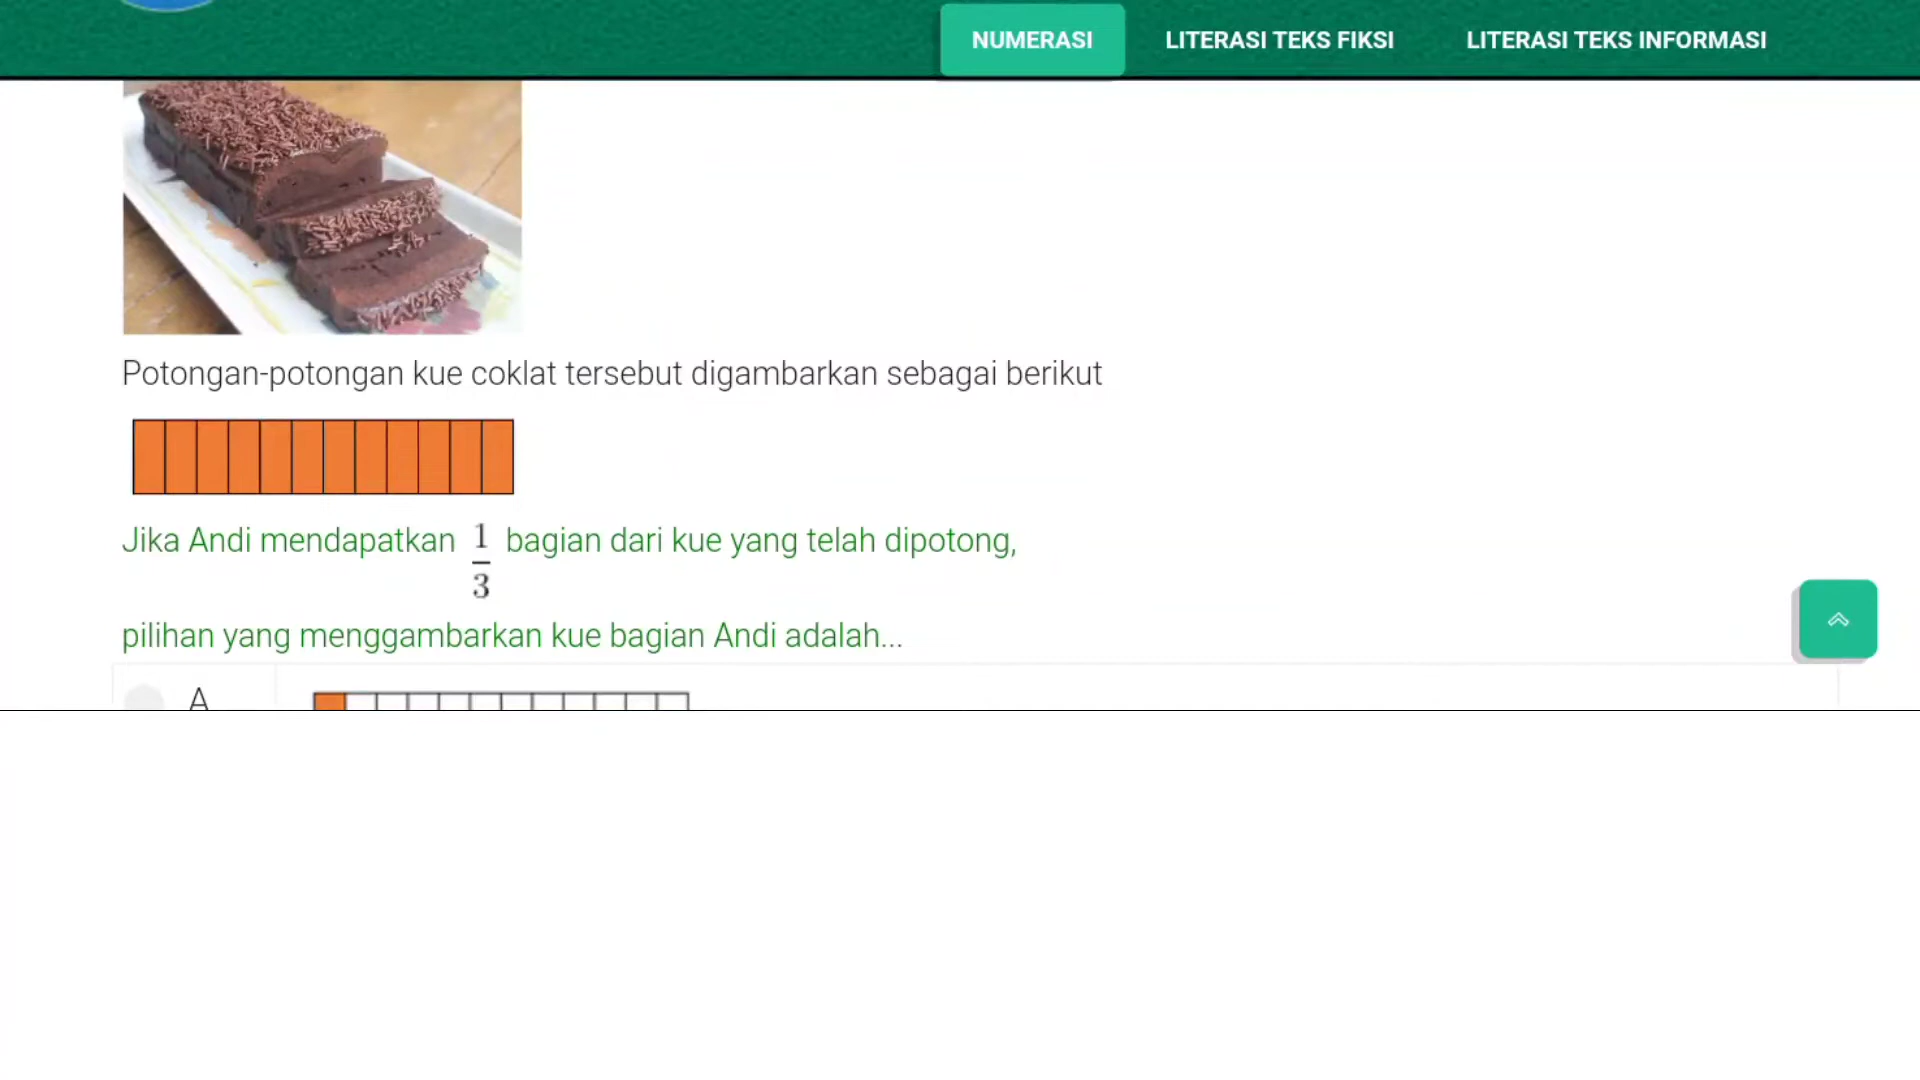 NUMERASI LITERASI TEKS FIKSI LITERASI TEKS INFORMASI
Potongan-potongan kue coklat tersebut digambarkan sebagai berikut
Jika Andi mendapatkan 1/3 bagian dari kue yang telah dipotong,
pilihan yang menggambarkan kue bagian Andi adalah...
A